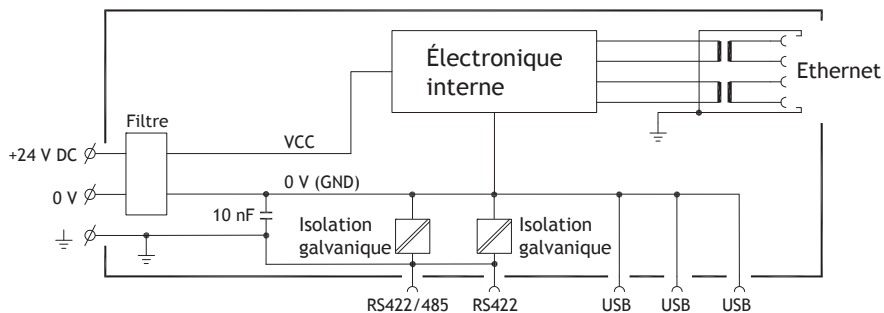 Électronique
interne
Ethernet
Filtre
+24 V DC
VCC
0 V
0 V (GND)
10 nF
Isolation
galvanique
Isolation
galvanique
RS422/485
RS422
USB
USB
USB